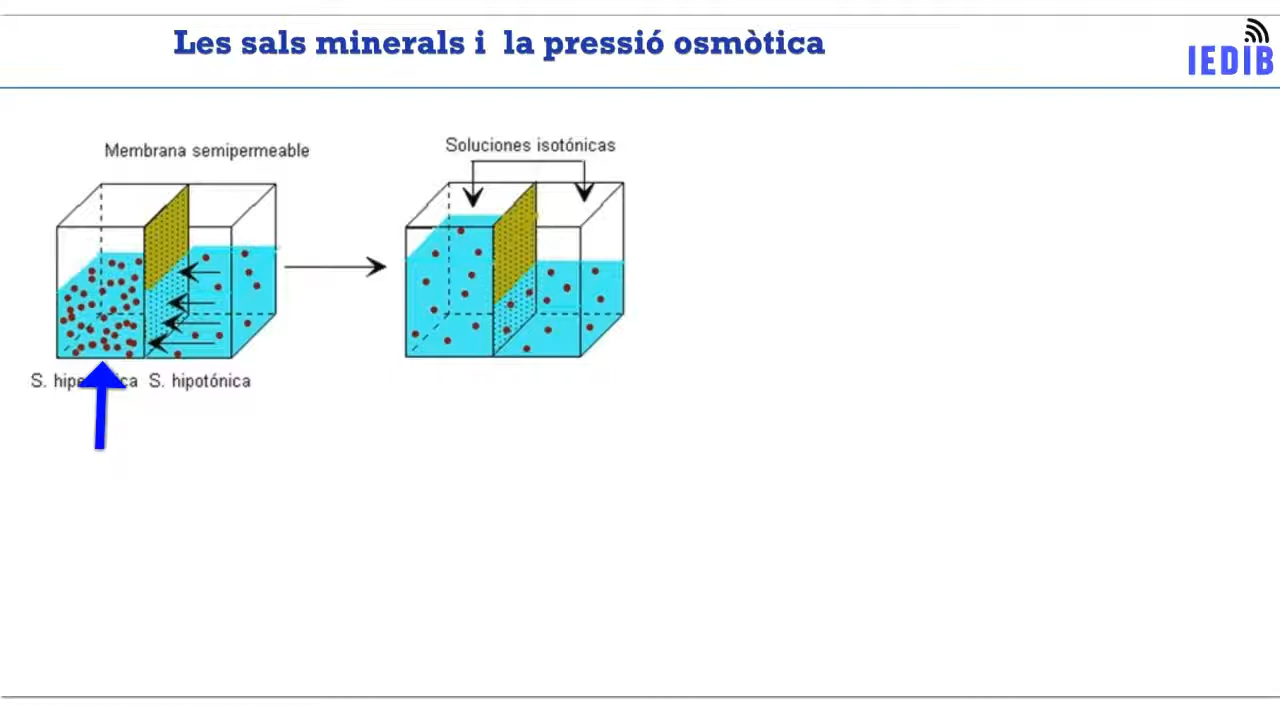 Les sals minerals i la pressió osmòtica
IEDIB
Membrana semipermeable
Soluciones isotónicas
S. S. hipotónica